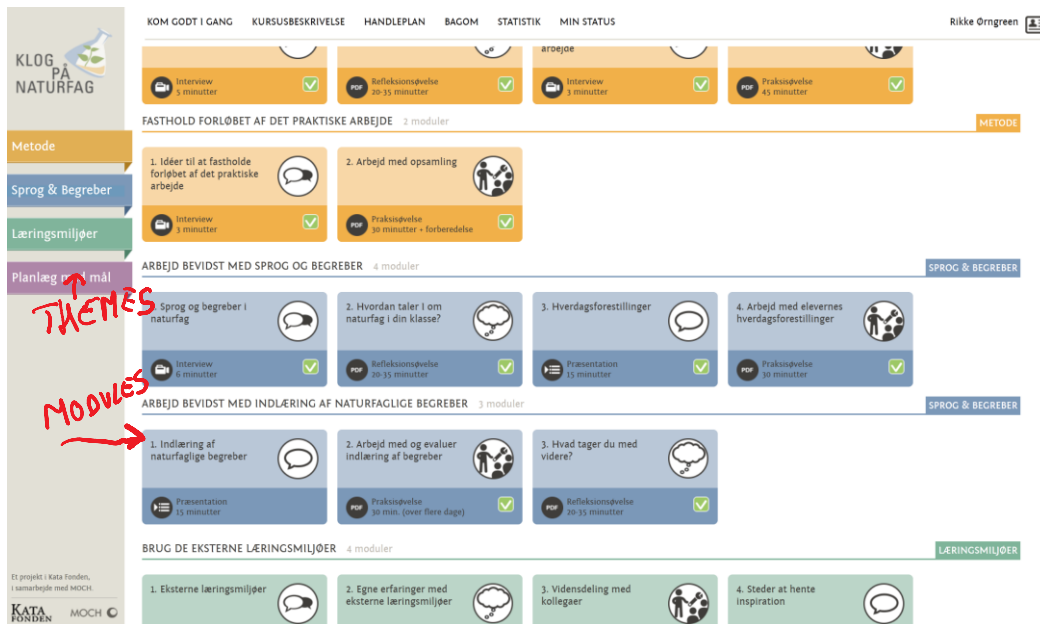 KOM GODT I GANG KURSUSBESKRIVELSE HANDLEPLAN BAGOM STATISTIK MIN STATUS Rikke Ørngreen
KLOG
PÅ
NATURFAG
arbejde
Interview
5 minutter
PDF
Refleksionsøvelse
20-35 minutter
Interview
3 minutter
PDF
Praksisøvelse
45 minutter
FASTHOLD FORLØBET AF DET PRAKTISKE ARBEJDE 2 moduler METODE
Metode
Sprog & Begreber
Læringsmiljøer
Planlæg med mål
THEMES
1. Idéer til at fastholde
forløbet af det praktiske
arbejde
Interview
3 minutter
2. Arbejd med opsamling
PDF
Praksisøvelse
30 minutter + forberedelse
ARBEJD BEVIDST MED SPROG OG BEGREBER 4 moduler SPROG & BEGREBER
Sprog og begreber i
naturfag
Interview
6 minutter
2. Hvordan taler I om
naturfag i din klasse?
PDF
Refleksionsøvelse
20-35 minutter
3. Hverdagsforestillinger
Præsentation
15 minutter
4. Arbejd med elevernes
hverdagsforestillinger
PDF
Praksisøvelse
30 minutter
MODULES
ARBEJD BEVIDST MED INDLÆRING AF NATURFAGLIGE BEGREBER 3 moduler SPROG & BEGREBER
1. Indlæring af
naturfaglige begreber
Præsentation
15 minutter
2. Arbejd med og evaluer
indlæring af begreber
PDF
Praksisøvelse
30 min. (over flere dage)
3. Hvad tager du med
videre?
PDF
Refleksionsøvelse
20-35 minutter
BRUG DE EKSTERNE LÆRINGSMILJØER 4 moduler LÆRINGSMILJØER
1. Eksterne læringsmiljøer
2. Egne erfaringer med
eksterne læringsmiljøer
3. Vidensdeling med
kollegaer
4. Steder at hente
inspiration
Et projekt i Kata Fonden,
i samarbejde med MOCH.
KATA
FONDEN
MOCH